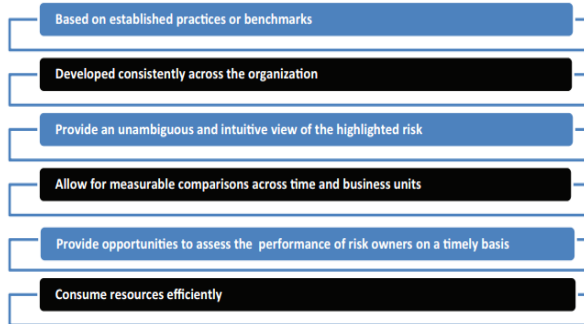 Based on established practices or benchmarks
Developed consistently across the organization
Provide an unambiguous and intuitive view of the highlighted risk
Allow for measurable comparisons across time and business units
Provide opportunities to assess the performance of risk owners on a timely basis
Consume resources efficiently